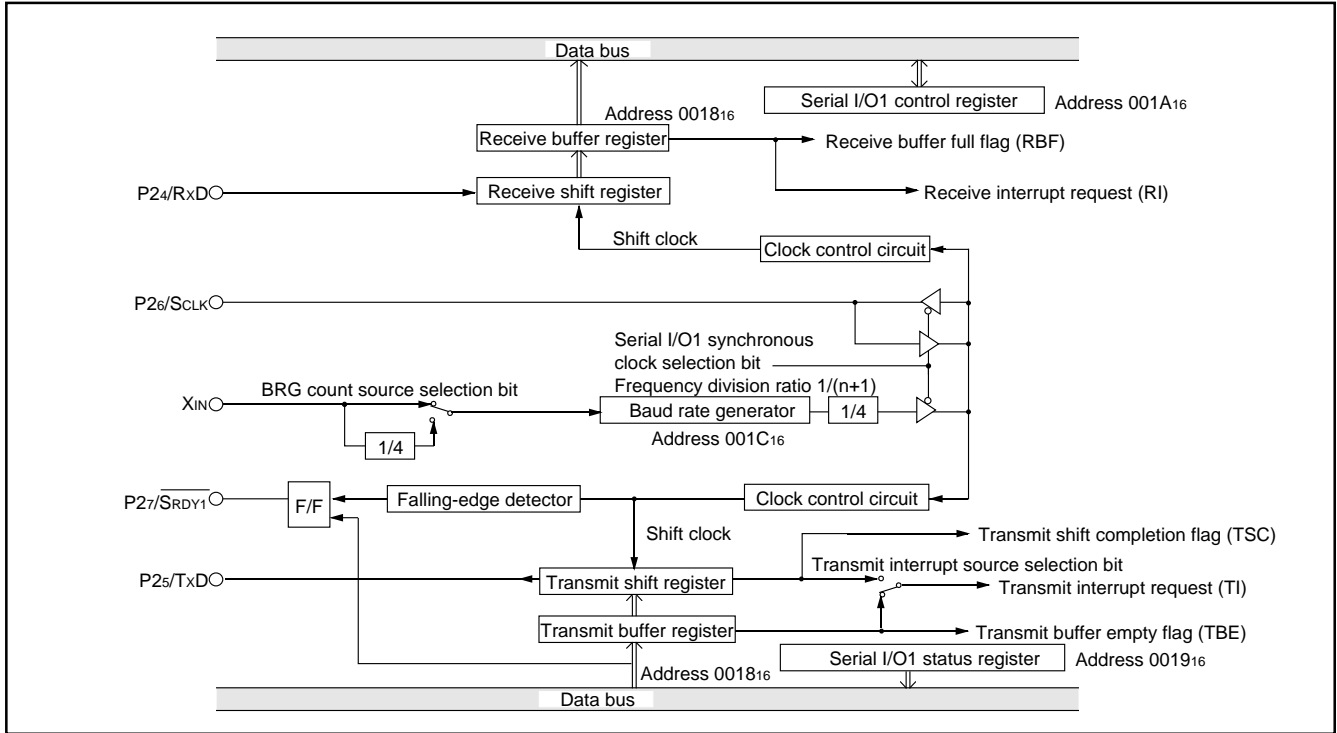 Data bus
Serial I/O1 control register Address 001A16
Address 001816
Receive buffer register Receive buffer full flag (RBF)
P24/RXD Receive shift register Receive interrupt request (RI)
Shift clock Clock control circuit
P26/SCLK
Serial I/O1 synchronous
clock selection bit
BRG count source selection bit Frequency division ratio 1/(n+1)
XIN Baud rate generator 1/4
1/4 Address 001C16
P27/SRDY1 F/F Falling-edge detector Clock control circuit
Shift clock Transmit shift completion flag (TSC)
Transmit interrupt source selection bit
P25/TXD Transmit shift register Transmit interrupt request (TI)
Transmit buffer register Transmit buffer empty flag (TBE)
Address 001816 Serial I/O1 status register Address 001916
Data bus